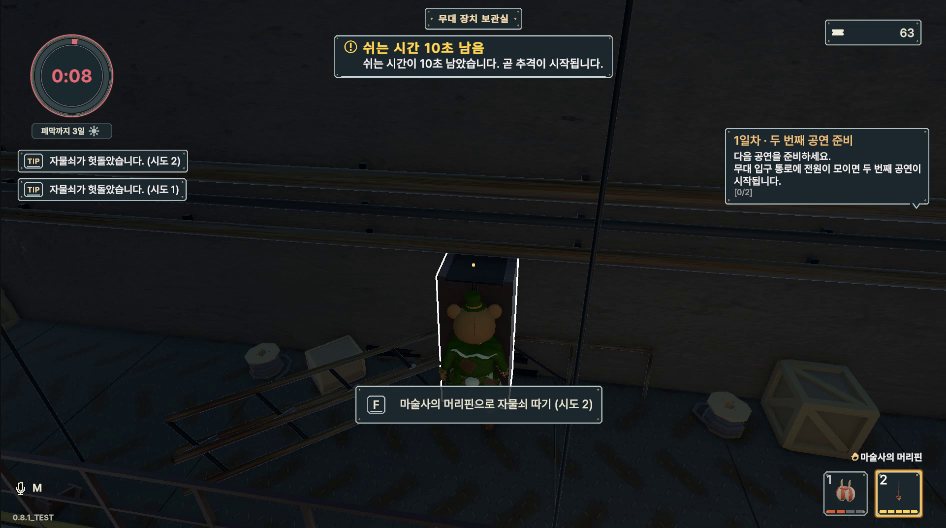 무대 장치 보관실
쉬는 시간 10초 남음
쉬는 시간이 10초 남았습니다. 곧 추격이 시작됩니다.
63
0:08
폐막까지 3일
TIP 자물쇠가 헛돌았습니다. (시도 2)
TIP 자물쇠가 헛돌았습니다. (시도 1)
1일차 · 두 번째 공연 준비
다음 공연을 준비하세요.
무대 입구 통로에 전원이 모이면 두 번째 공연이
시작됩니다.
[0/2]
F 마술사의 머리핀으로 자물쇠 따기 (시도 2)
마술사의 머리핀
1 2
M
0.8.1_TEST